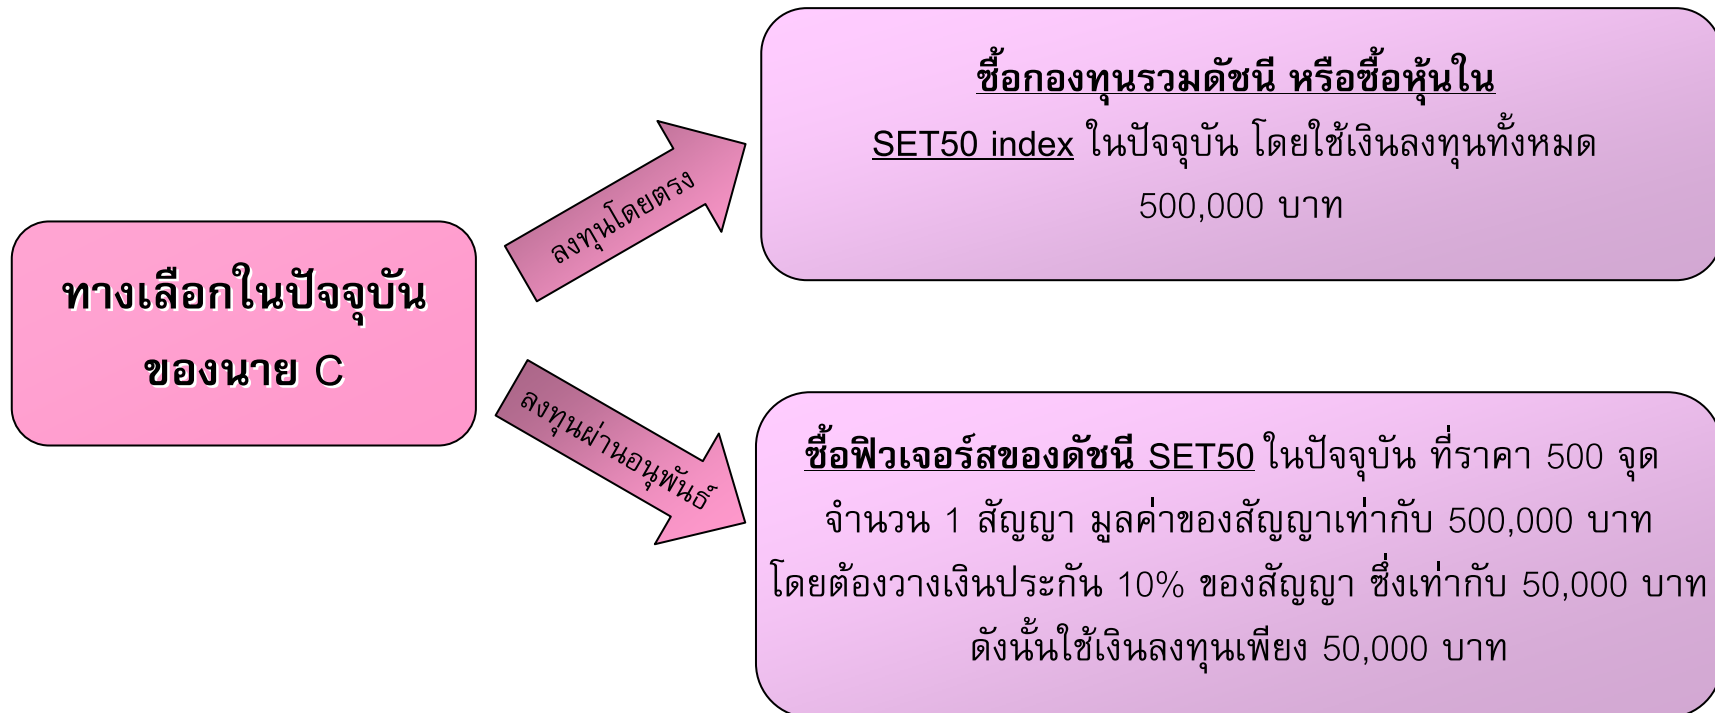 ทางเลือกในปัจจุบัน
ของนาย C
ลงทุนโดยตรง
ซื้อกองทุนรวมดัชนี หรือซื้อหุ้นใน
SET50 index ในปัจจุบัน โดยใช้เงินลงทุนทั้งหมด
500,000 บาท
ลงทุนผ่านอนุพันธ์
ซื้อฟิวเจอร์สของดัชนี SET50 ในปัจจุบัน ที่ราคา 500 จุด
จำนวน 1 สัญญา มูลค่าของสัญญาเท่ากับ 500,000 บาท
โดยต้องวางเงินประกัน 10% ของสัญญา ซึ่งเท่ากับ 50,000 บาท
ดังนั้นใช้เงินลงทุนเพียง 50,000 บาท